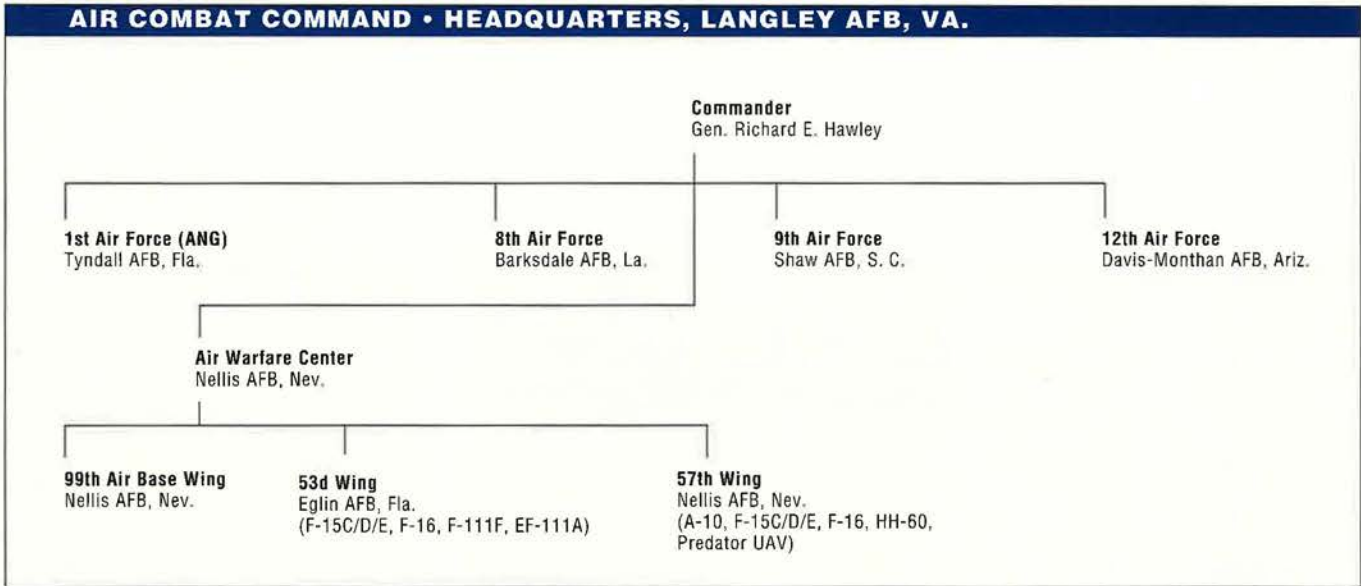 AIR COMBAT COMMAND • HEADQUARTERS, LANGLEY AFB, VA.
Commander
Gen. Richard E. Hawley
1st Air Force (ANG)
Tyndall AFB, Fla.
8th Air Force
Barksdale AFB, La.
9th Air Force
Shaw AFB, S. C.
12th Air Force
Davis-Monthan AFB, Ariz.
Air Warfare Center
Nellis AFB, Nev.
99th Air Base Wing
Nellis AFB, Nev.
53d Wing
Eglin AFB, Fla.
(F-15C/D/E, F-16, F-111F, EF-111A)
57th Wing
Nellis AFB, Nev.
(A-10, F-15C/D/E, F-16, HH-60,
Predator UAV)